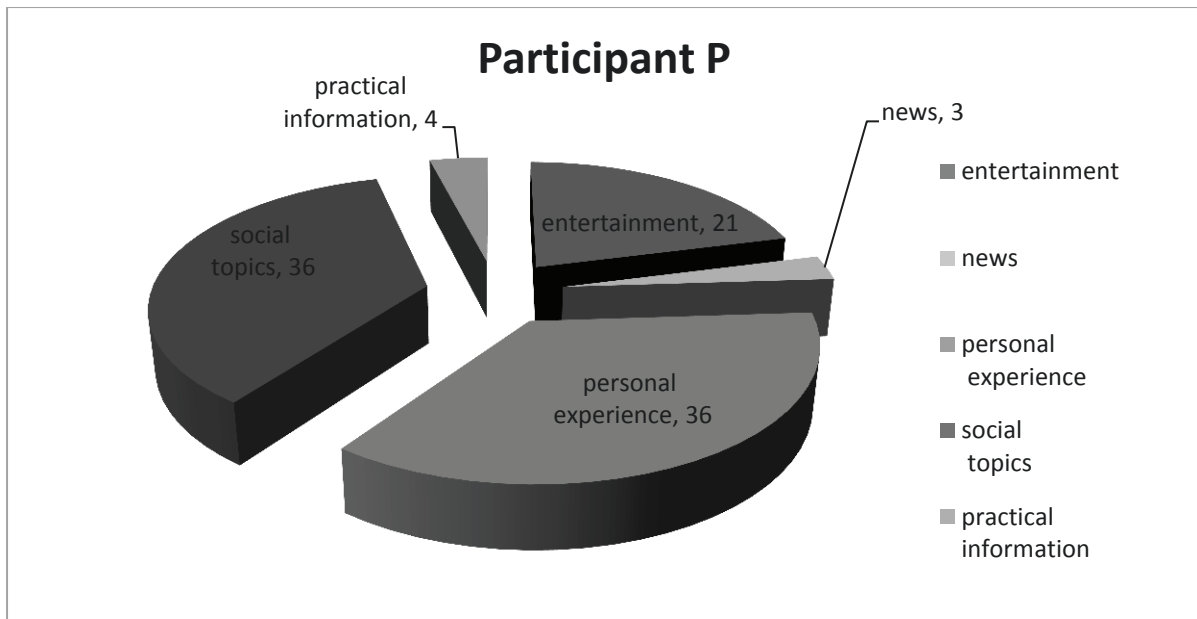 Participant P
practical
information, 4
news, 3
entertainment, 21
social
topics, 36
personal
experience, 36
entertainment
news
personal
experience
social
topics
practical
information